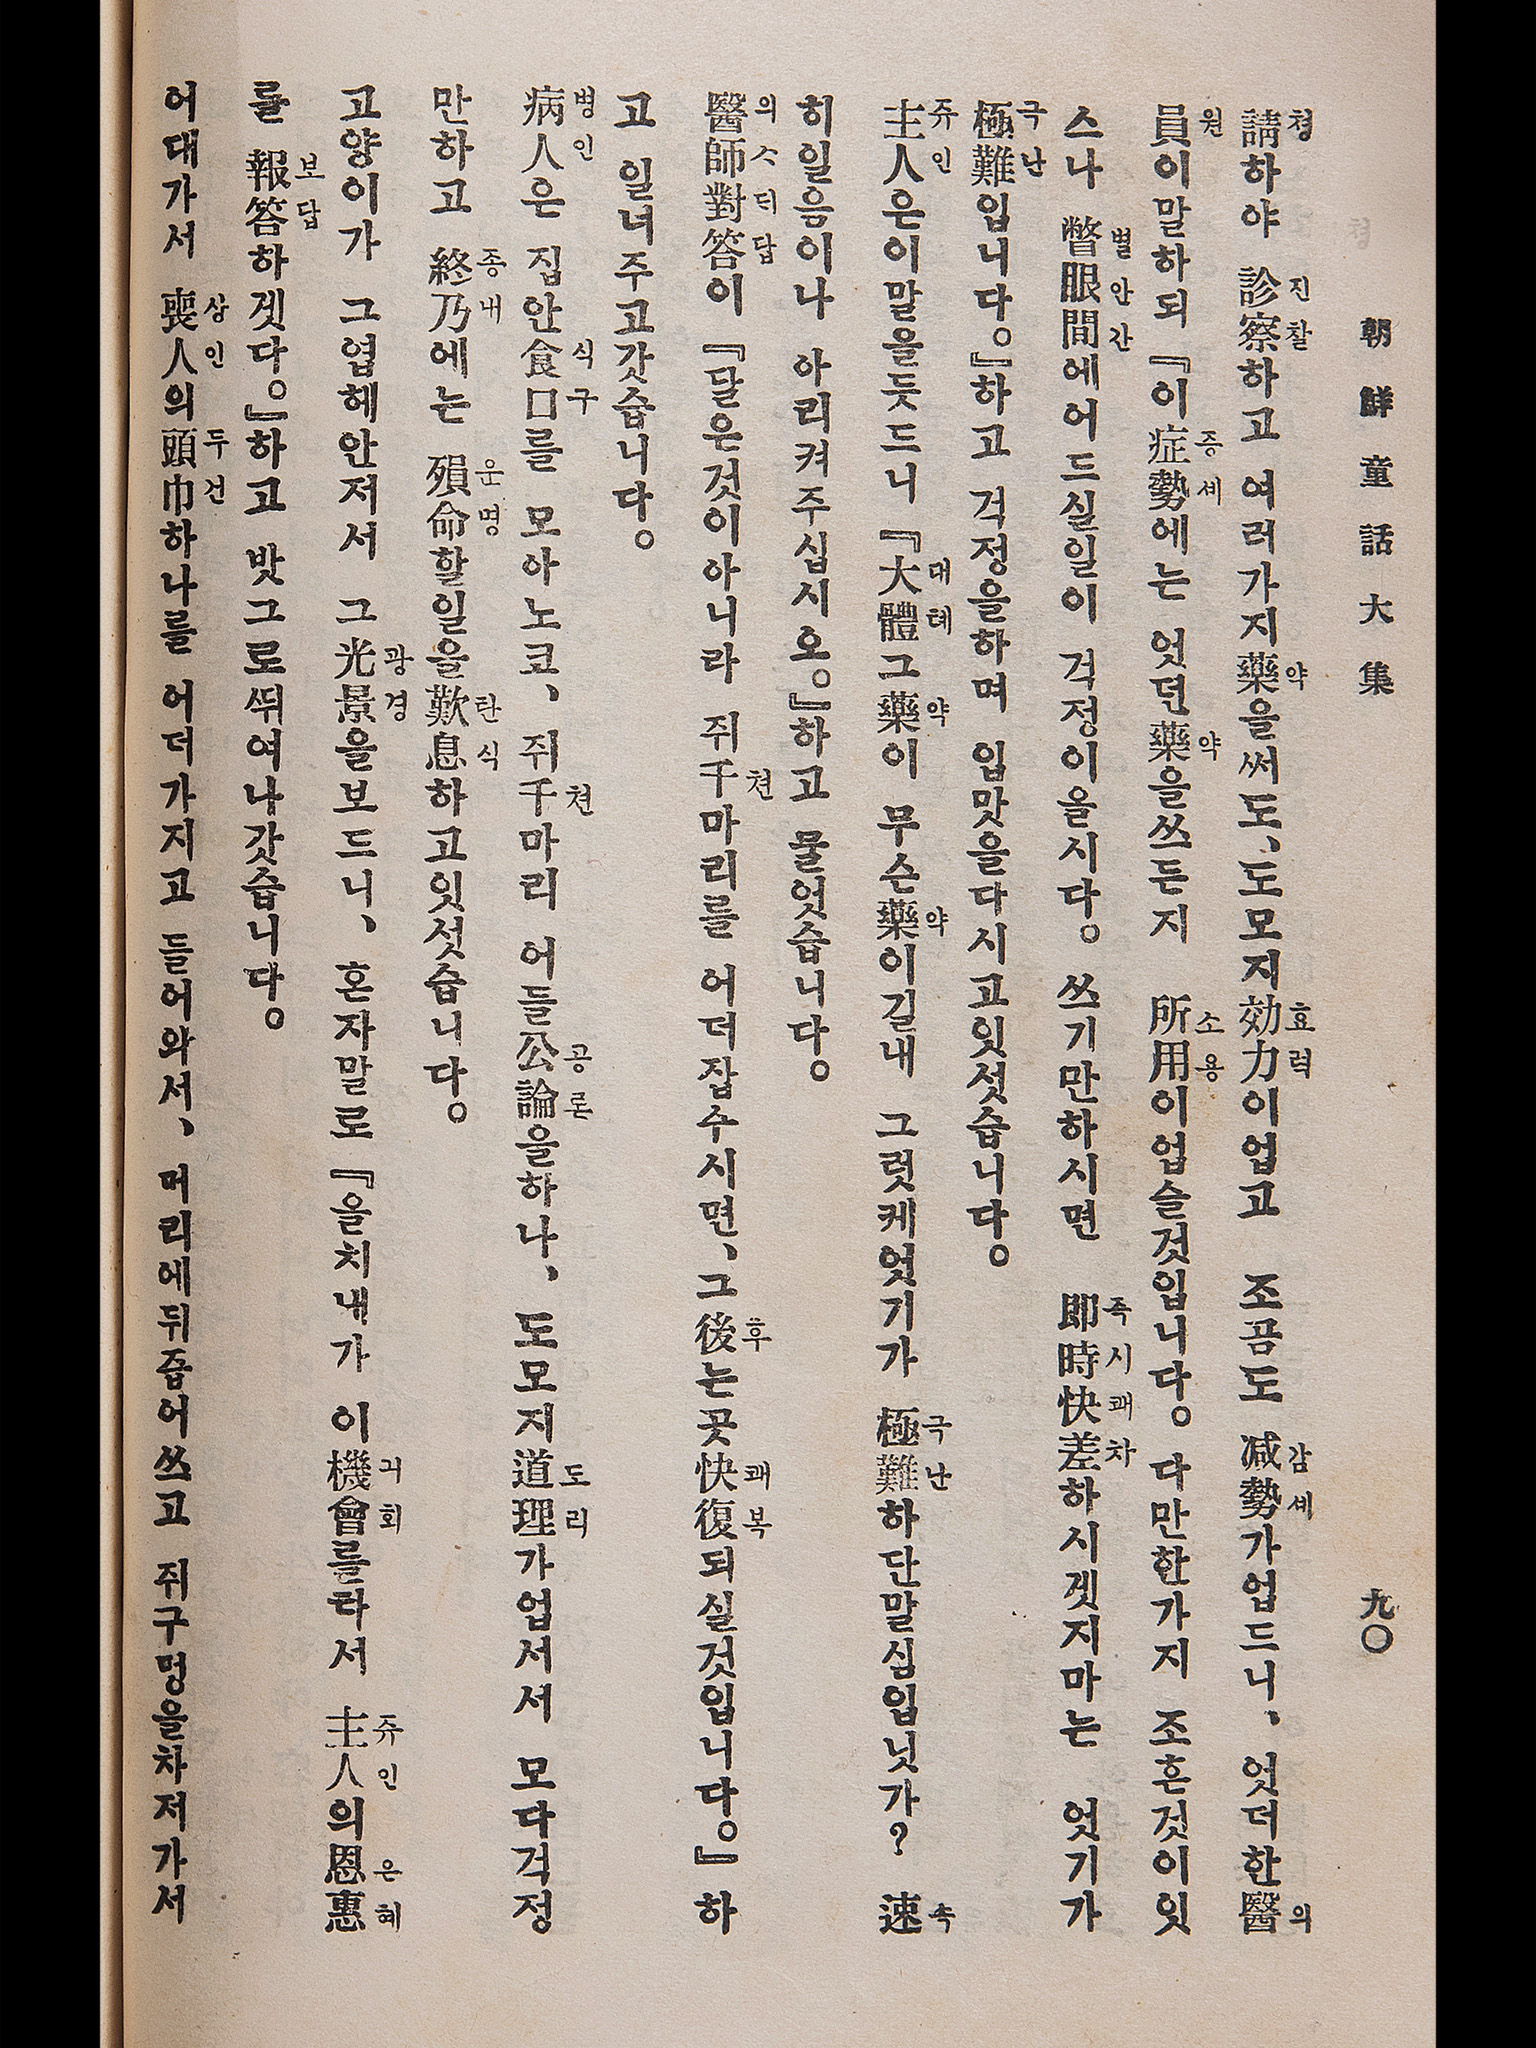 朝鮮童話大集 九〇
請하야 診察하고 여러가지藥을써도、도모지効力이업고 조곰도 減勢가업드니、엇더한醫
員이말하되 『이症勢에는 엇던藥을쓰든지 所用이업슬것입니다。다만한가지 조흔것이잇
스나 瞥眼間에어드실일이 걱정이올시다。쓰기만하시면 即時快差하시겟지마는 엇기가
極難입니다。』하고 걱정을하며 입맛을다시고잇섯습니다。
主人은이말을듯드니 『大體그藥이 무슨藥이길내 그럿케엇기가 極難하단말심입닛가? 速
히일음이나 아리켜주십시오。』하고 물엇습니다。
醫師對答이 『달은것이아니라 쥐千마리를 어더잡수시면、그後는곳快復되실것입니다。』하
고 일녀주고갓습니다。
病人은 집안食口를 모아노코、쥐千마리 어들公論을하나、도모지道理가업서서 모다걱정
만하고 終乃에는 殞命할일을歎息하고잇섯습니다。
고양이가 그엽헤안저서 그光景을보드니、혼자말로 『올치내가 이機會를타서 主人의恩惠
를 報答하겟다。』하고 밧그로뛰여나갓습니다。
어대가서 喪人의頭巾하나를 어더가지고 들어와서、머리에뒤줍어쓰고 쥐구멍을차저가서